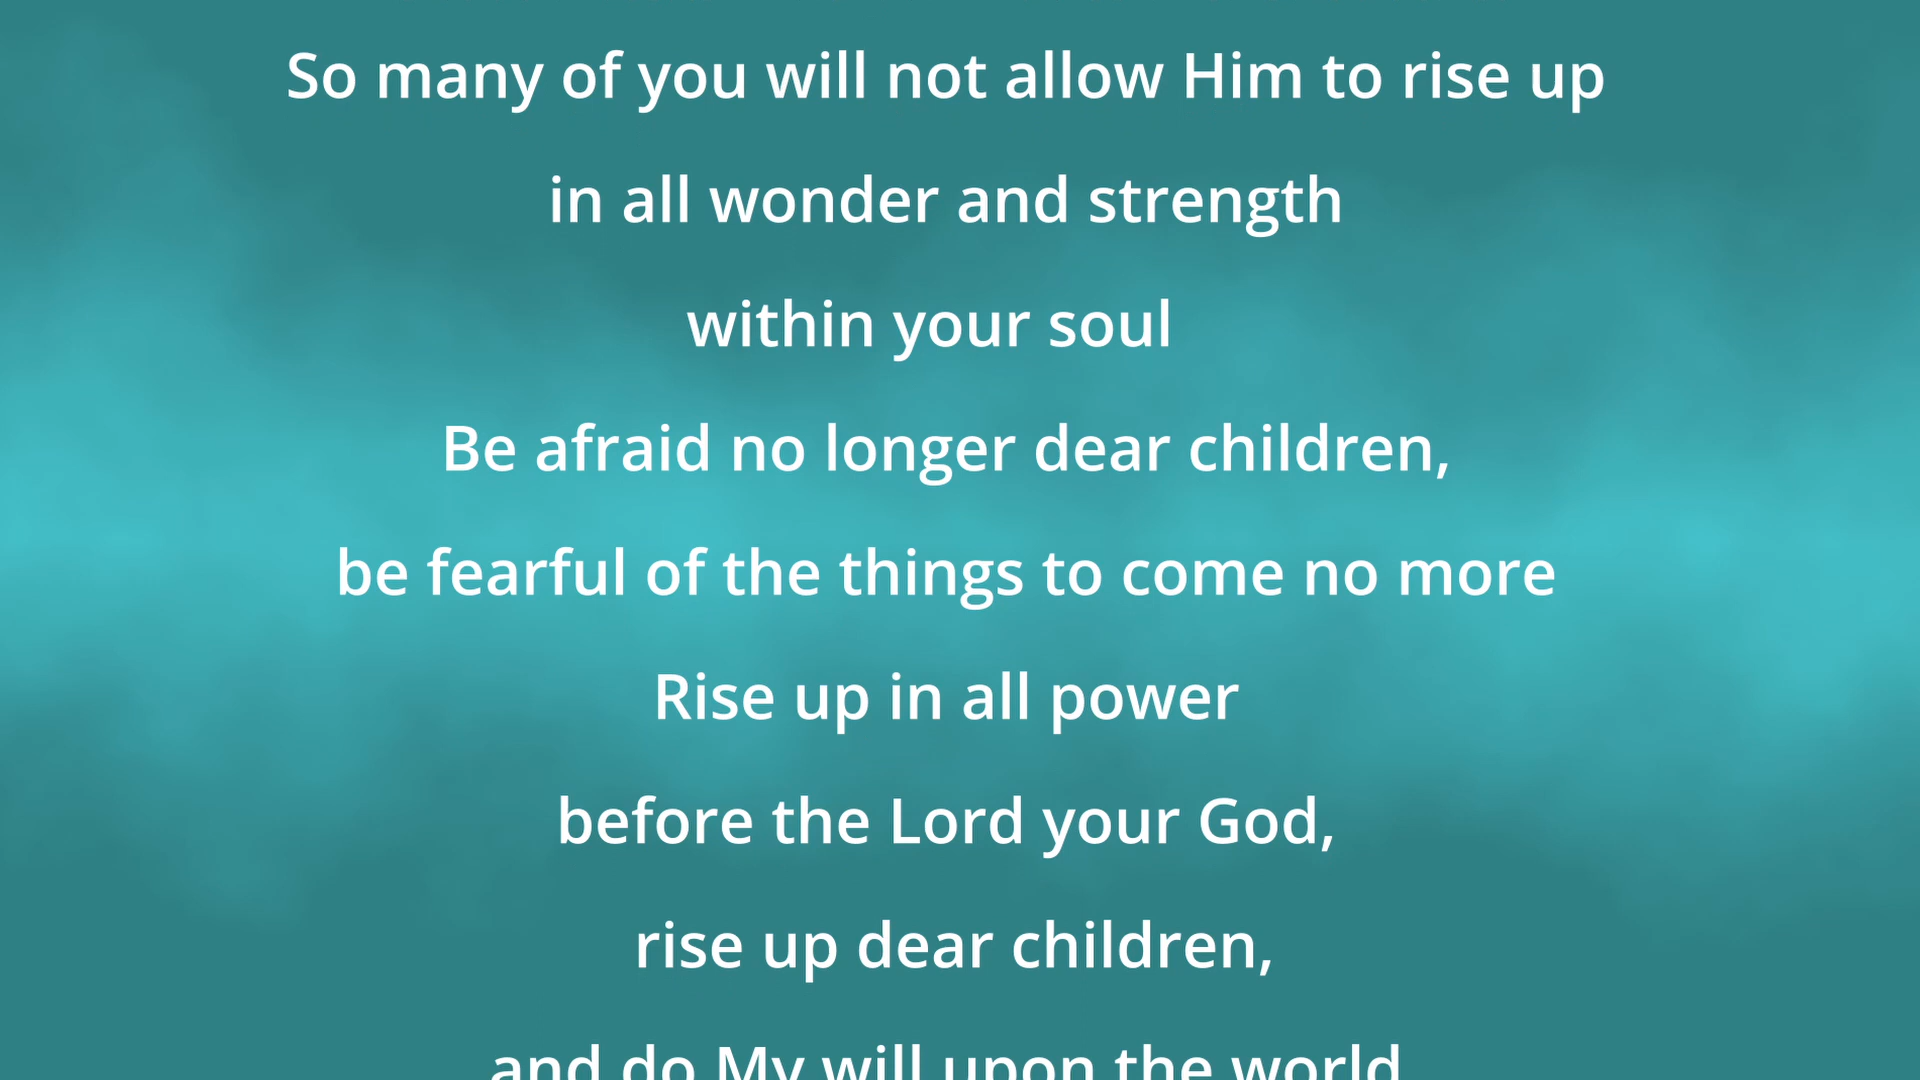 So many of you will not allow Him to rise up
in all wonder and strength
within your soul
Be afraid no longer dear children,
be fearful of the things to come no more
Rise up in all power
before the Lord your God,
rise up dear children,
and do My will upon the world